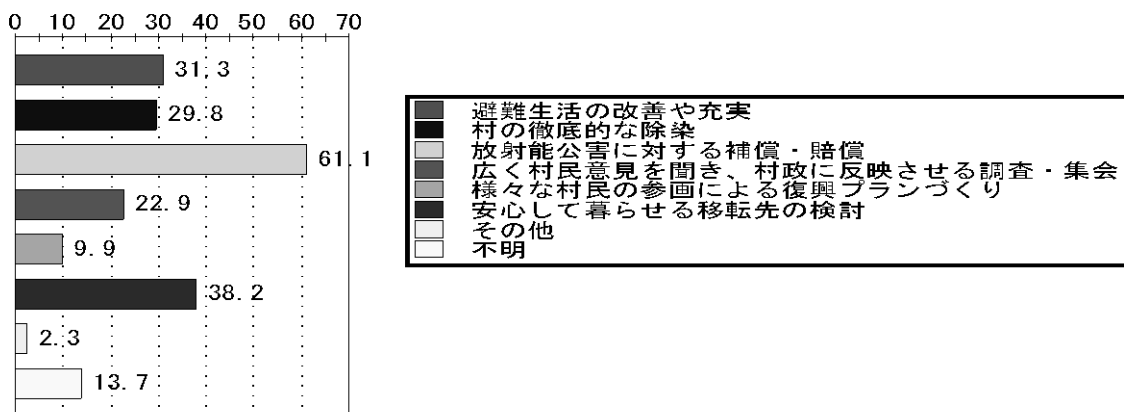 0 10 20 30 40 50 60 70
31.3
29.8
61.1
22.9
9.9
38.2
2.3
13.7
避難生活の改善や充実
村の徹底的な除染
放射能公害に対する補償・賠償
広く村民意見を聞き、村政に反映させる調査・集会
様々な村民の参画による復興プランづくり
安心して暮らせる移転先の検討
その他
不明